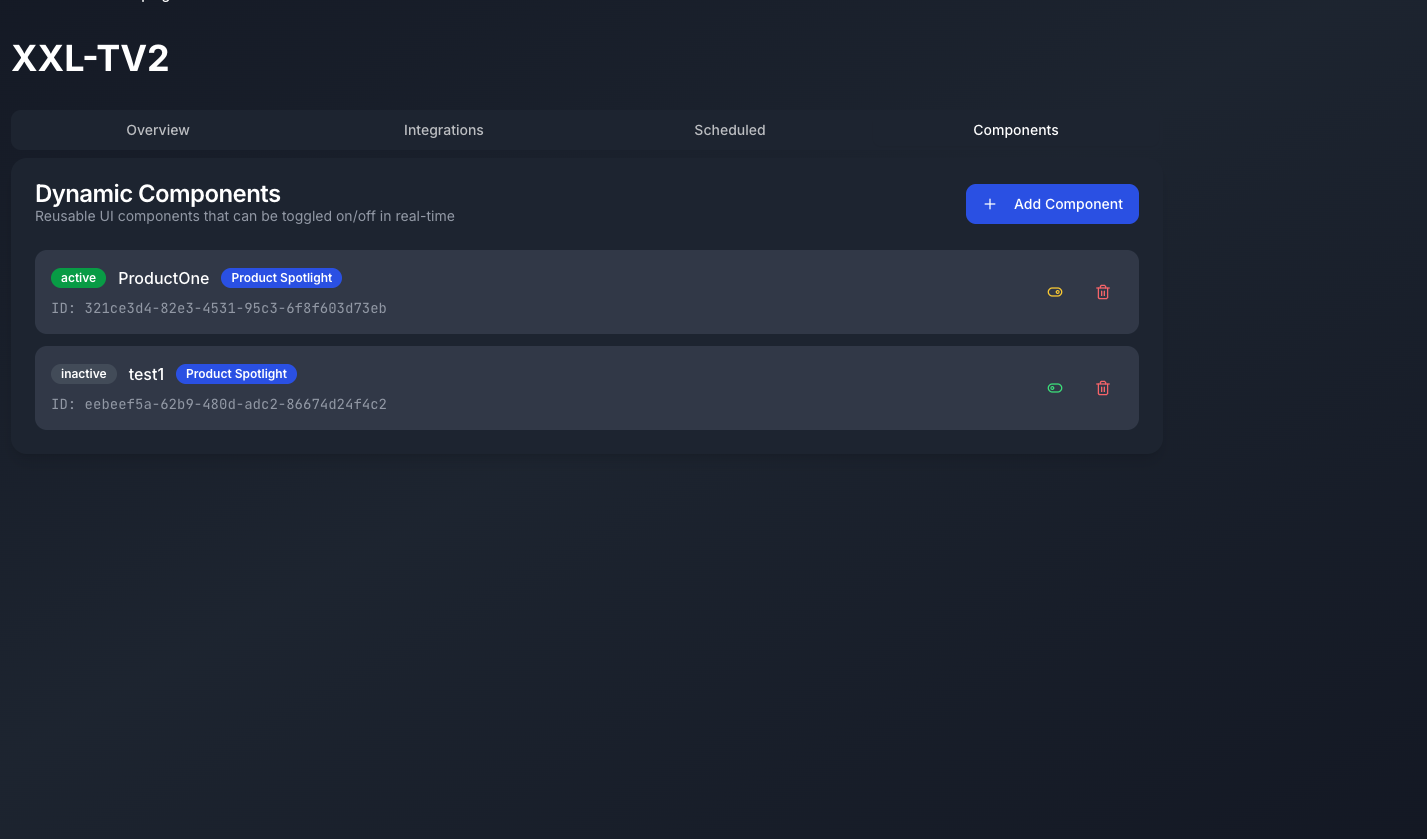 XXL-TV2
Overview Integrations Scheduled Components
Dynamic Components
Reusable UI components that can be toggled on/off in real-time
Add Component
active ProductOne Product Spotlight
ID: 321ce3d4-82e3-4531-95c3-6f8f603d73eb
inactive test1 Product Spotlight
ID: eebeef5a-62b9-480d-adc2-86674d24f4c2